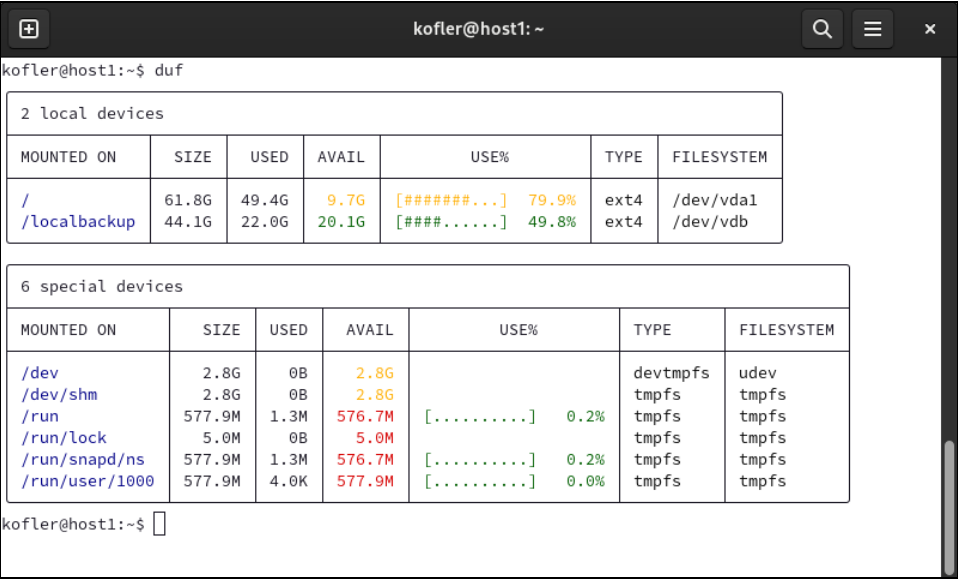 kofler@host1: ~
kofler@host1:~$ duf
2 local devices
MOUNTED ON SIZE USED AVAIL USE% TYPE FILESYSTEM
/ 61.8G 49.4G 9.7G [#######...] 79.9% ext4 /dev/vda1
/localbackup 44.1G 22.0G 20.1G [####......] 49.8% ext4 /dev/vdb
6 special devices
MOUNTED ON SIZE USED AVAIL USE% TYPE FILESYSTEM
/dev 2.8G 0B 2.8G devtmpfs udev
/dev/shm 2.8G 0B 2.8G tmpfs tmpfs
/run 577.9M 1.3M 576.7M [..........] 0.2% tmpfs tmpfs
/run/lock 5.0M 0B 5.0M tmpfs tmpfs
/run/snapd/ns 577.9M 1.3M 576.7M [..........] 0.2% tmpfs tmpfs
/run/user/1000 577.9M 4.0K 577.9M [..........] 0.0% tmpfs tmpfs
kofler@host1:~$